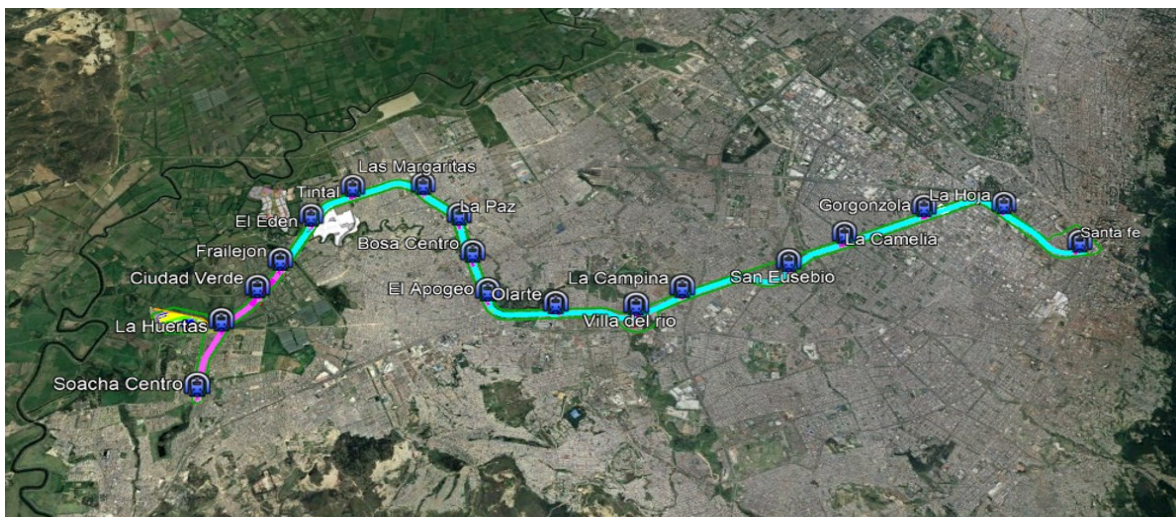 Las Margaritas
Tintal
El Eden
La Paz
Frailejon
Bosa Centro
Ciudad Verde
El Apogeo
Olarte
La Campina
Villa del rio
San Eusebio
La Camelia
Gorgonzola
La Hoja
Santa fe
La Huertas
Soacha Centro